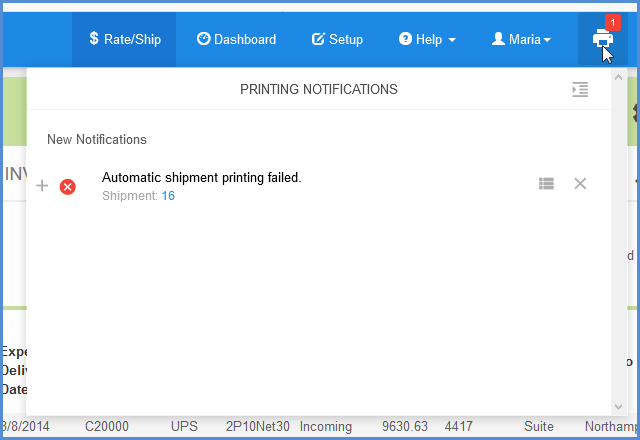 $ Rate/Ship Dashboard Setup Help Maria 1
PRINTING NOTIFICATIONS
New Notifications
INV
Automatic shipment printing failed.
Shipment: 16
d
Expe
Deliv
Date
o
8/8/2014 C20000 UPS 2P10Net30 Incoming 9630.63 4417 Suite Northamp